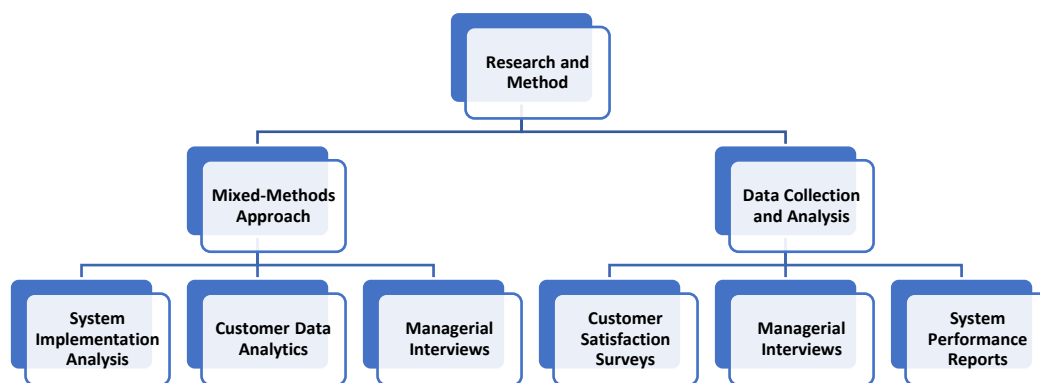 Research and
Method
Mixed-Methods
Approach
Data Collection
and Analysis
System
Implementation
Analysis
Customer Data
Analytics
Managerial
Interviews
Customer
Satisfaction
Surveys
Managerial
Interviews
System
Performance
Reports